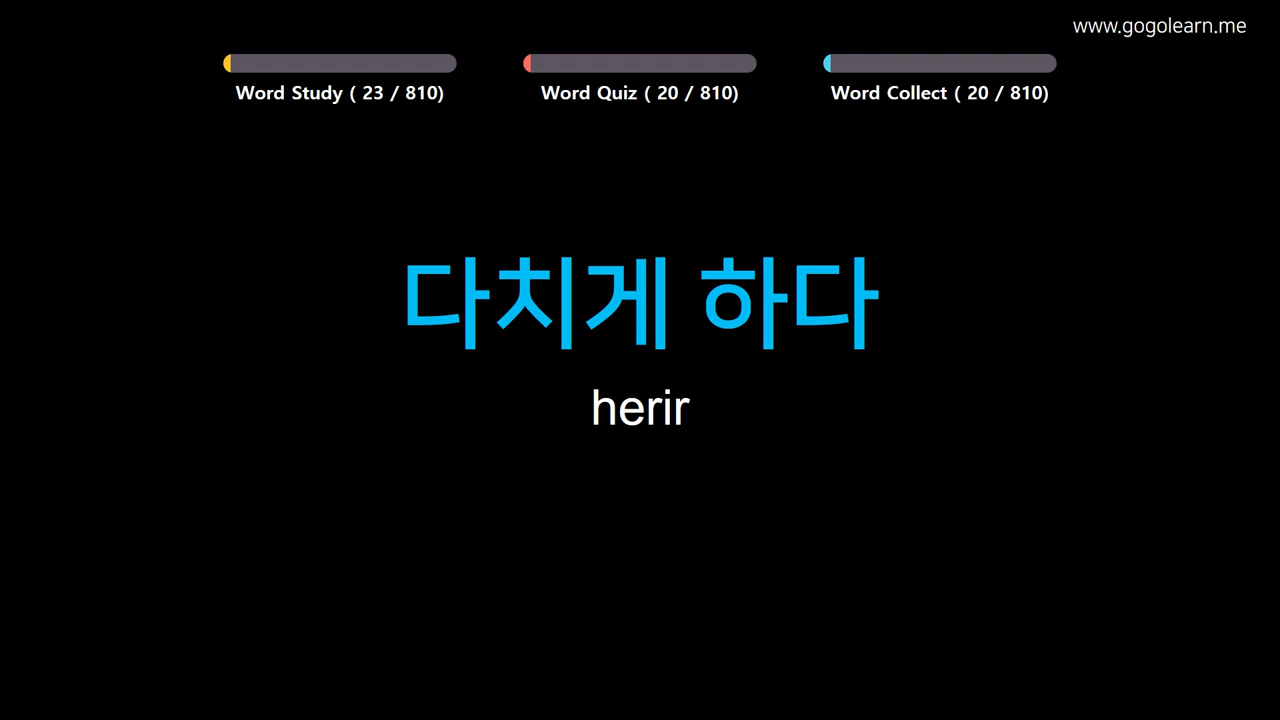 www.gogolearn.me
Word Study ( 23 / 810)
Word Quiz ( 20 / 810)
Word Collect ( 20 / 810)
다치게 하다
herir